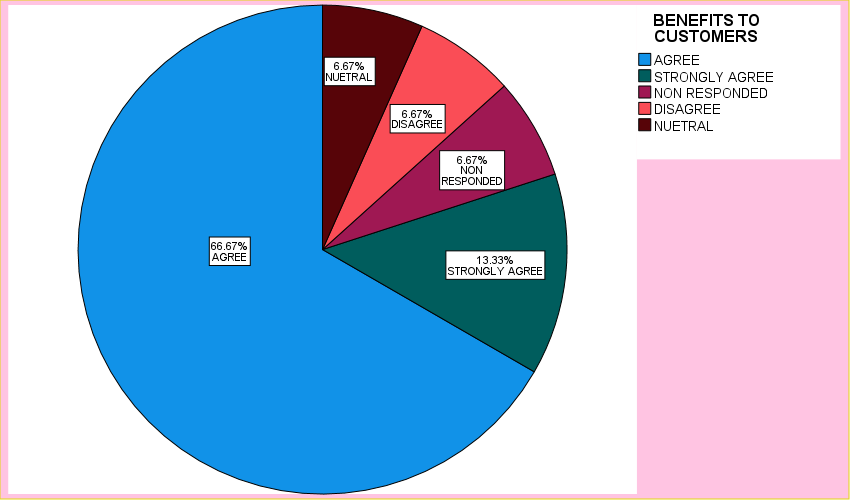 BENEFITS TO
CUSTOMERS
AGREE
STRONGLY AGREE
NON RESPONDED
DISAGREE
NUETRAL
6.67%
NUETRAL
6.67%
DISAGREE
6.67%
NON
RESPONDED
13.33%
STRONGLY AGREE
66.67%
AGREE